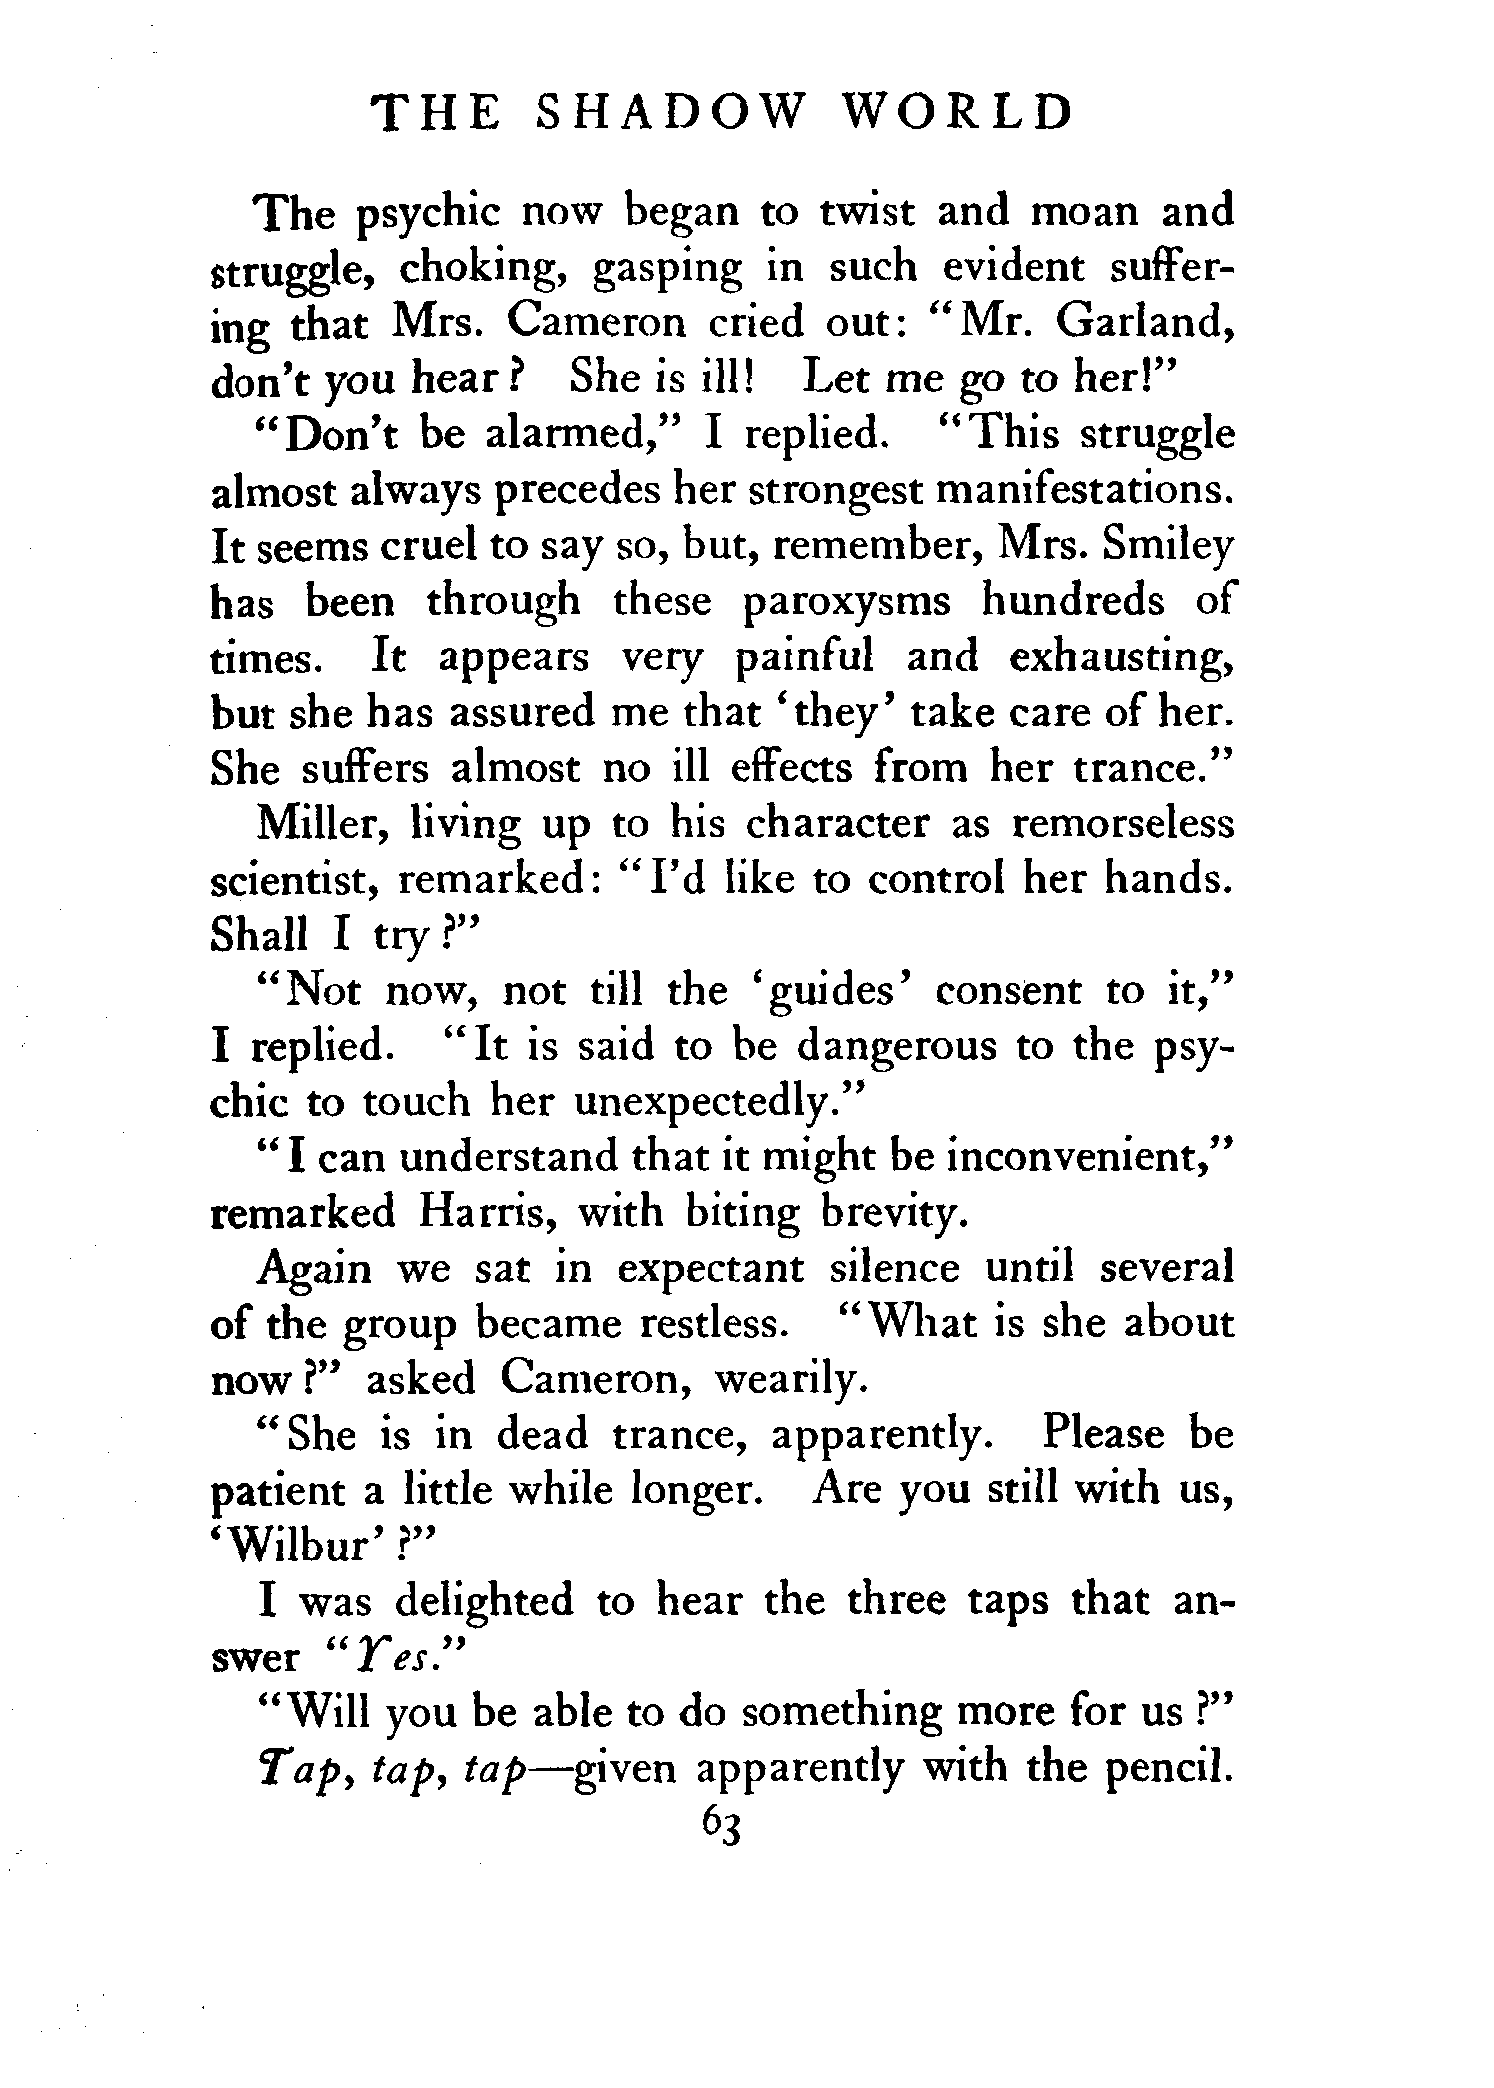 THE SHADOW WORLD
The psychic now began to twist and moan and
struggle, choking, gasping in such evident suffer-
ing that Mrs. Cameron cried out: "Mr. Garland,
don't you hear? She is ill! Let me go to her!"
"Don't be alarmed," I replied. "This struggle
almost always precedes her strongest manifestations.
It seems cruel to say so, but, remember, Mrs. Smiley
has been through these paroxysms hundreds of
times. It appears very painful and exhausting,
but she has assured me that 'they' take care of her.
She suffers almost no ill effects from her trance."
Miller, living up to his character as remorseless
scientist, remarked: "I'd like to control her hands.
Shall I try?"
"Not now, not till the 'guides' consent to it,"
I replied. "It is said to be dangerous to the psy-
chic to touch her unexpectedly."
"I can understand that it might be inconvenient,"
remarked Harris, with biting brevity.
Again we sat in expectant silence until several
of the group became restless. "What is she about
now?" asked Cameron, wearily.
"She is in dead trance, apparently. Please be
patient a little while longer. Are you still with us,
'Wilbur'?"
I was delighted to hear the three taps that an-
swer "Yes."
"Will you be able to do something more for us?"
Tap, tap, tap—given apparently with the pencil.
63